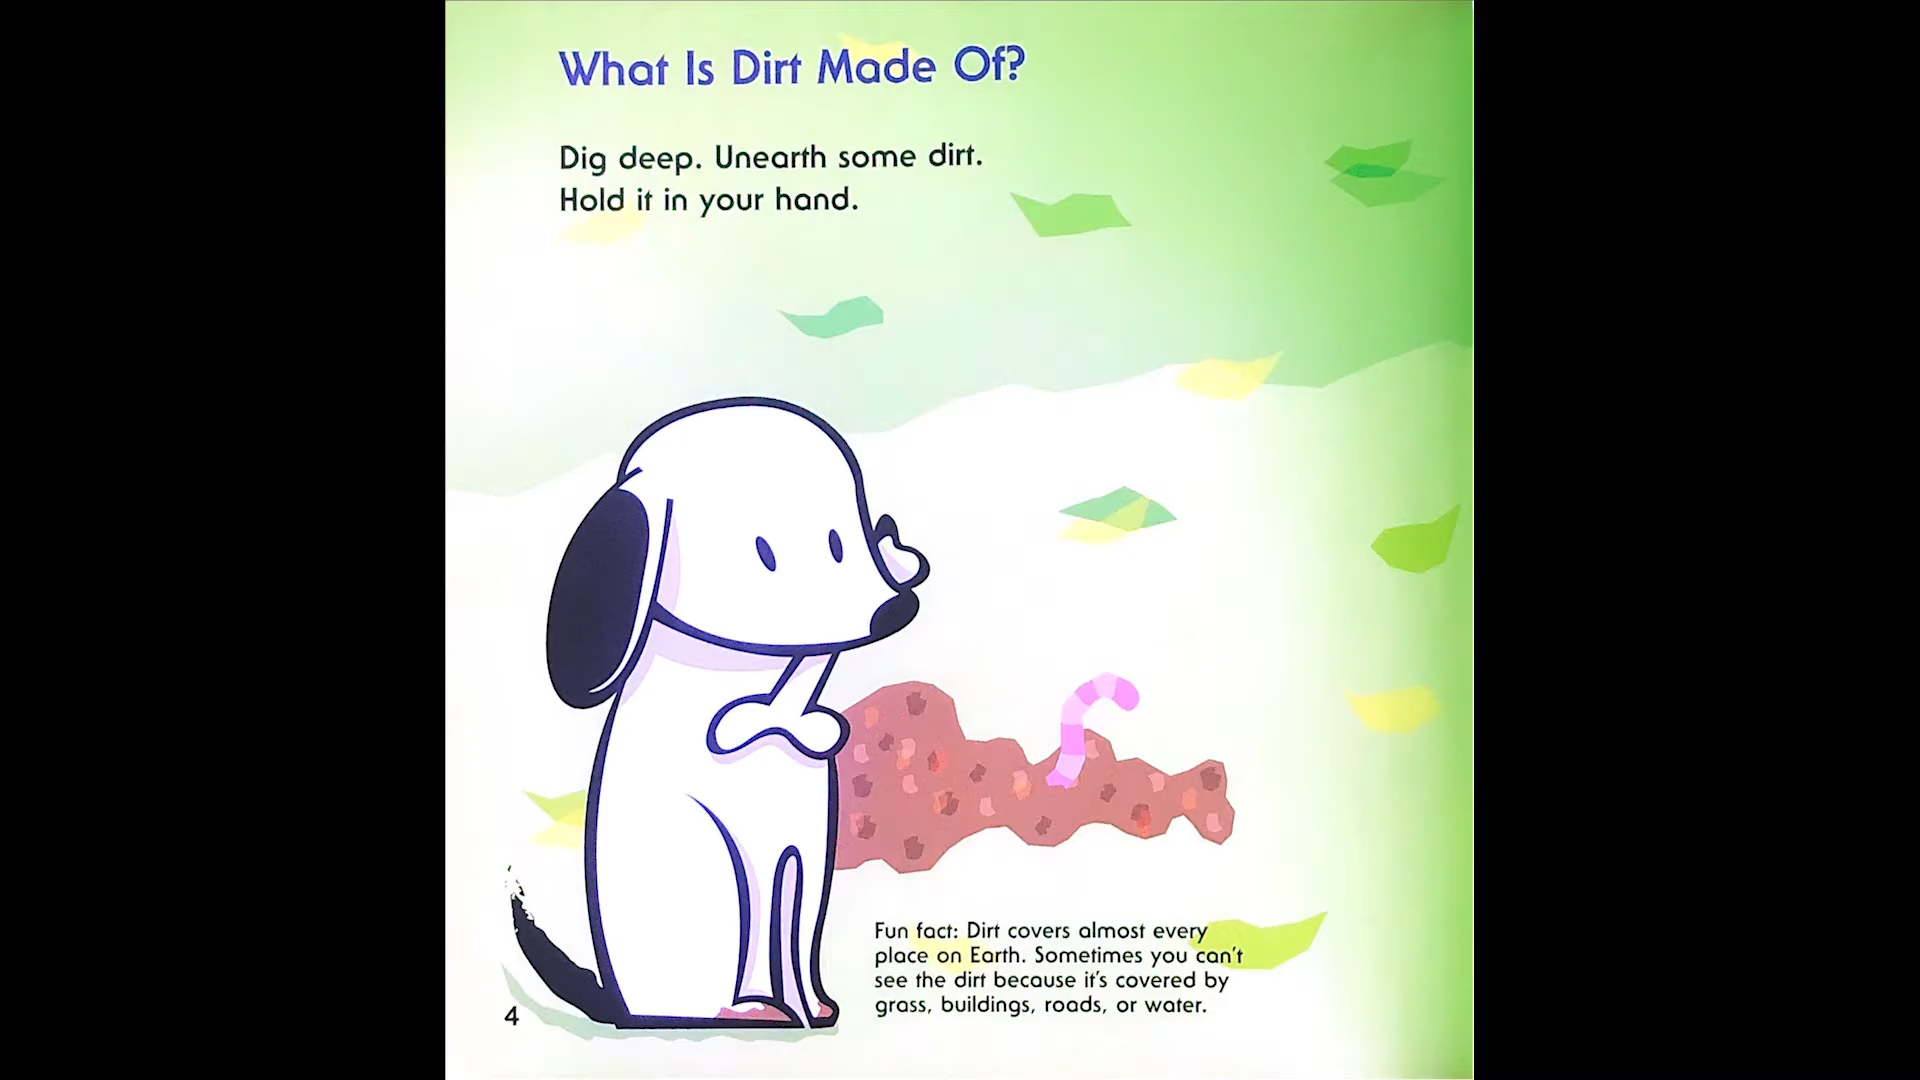 What Is Dirt Made Of?
Dig deep. Unearth some dirt.
Hold it in your hand.
Fun fact: Dirt covers almost every
place on Earth. Sometimes you can't
see the dirt because it's covered by
grass, buildings, roads, or water.
4